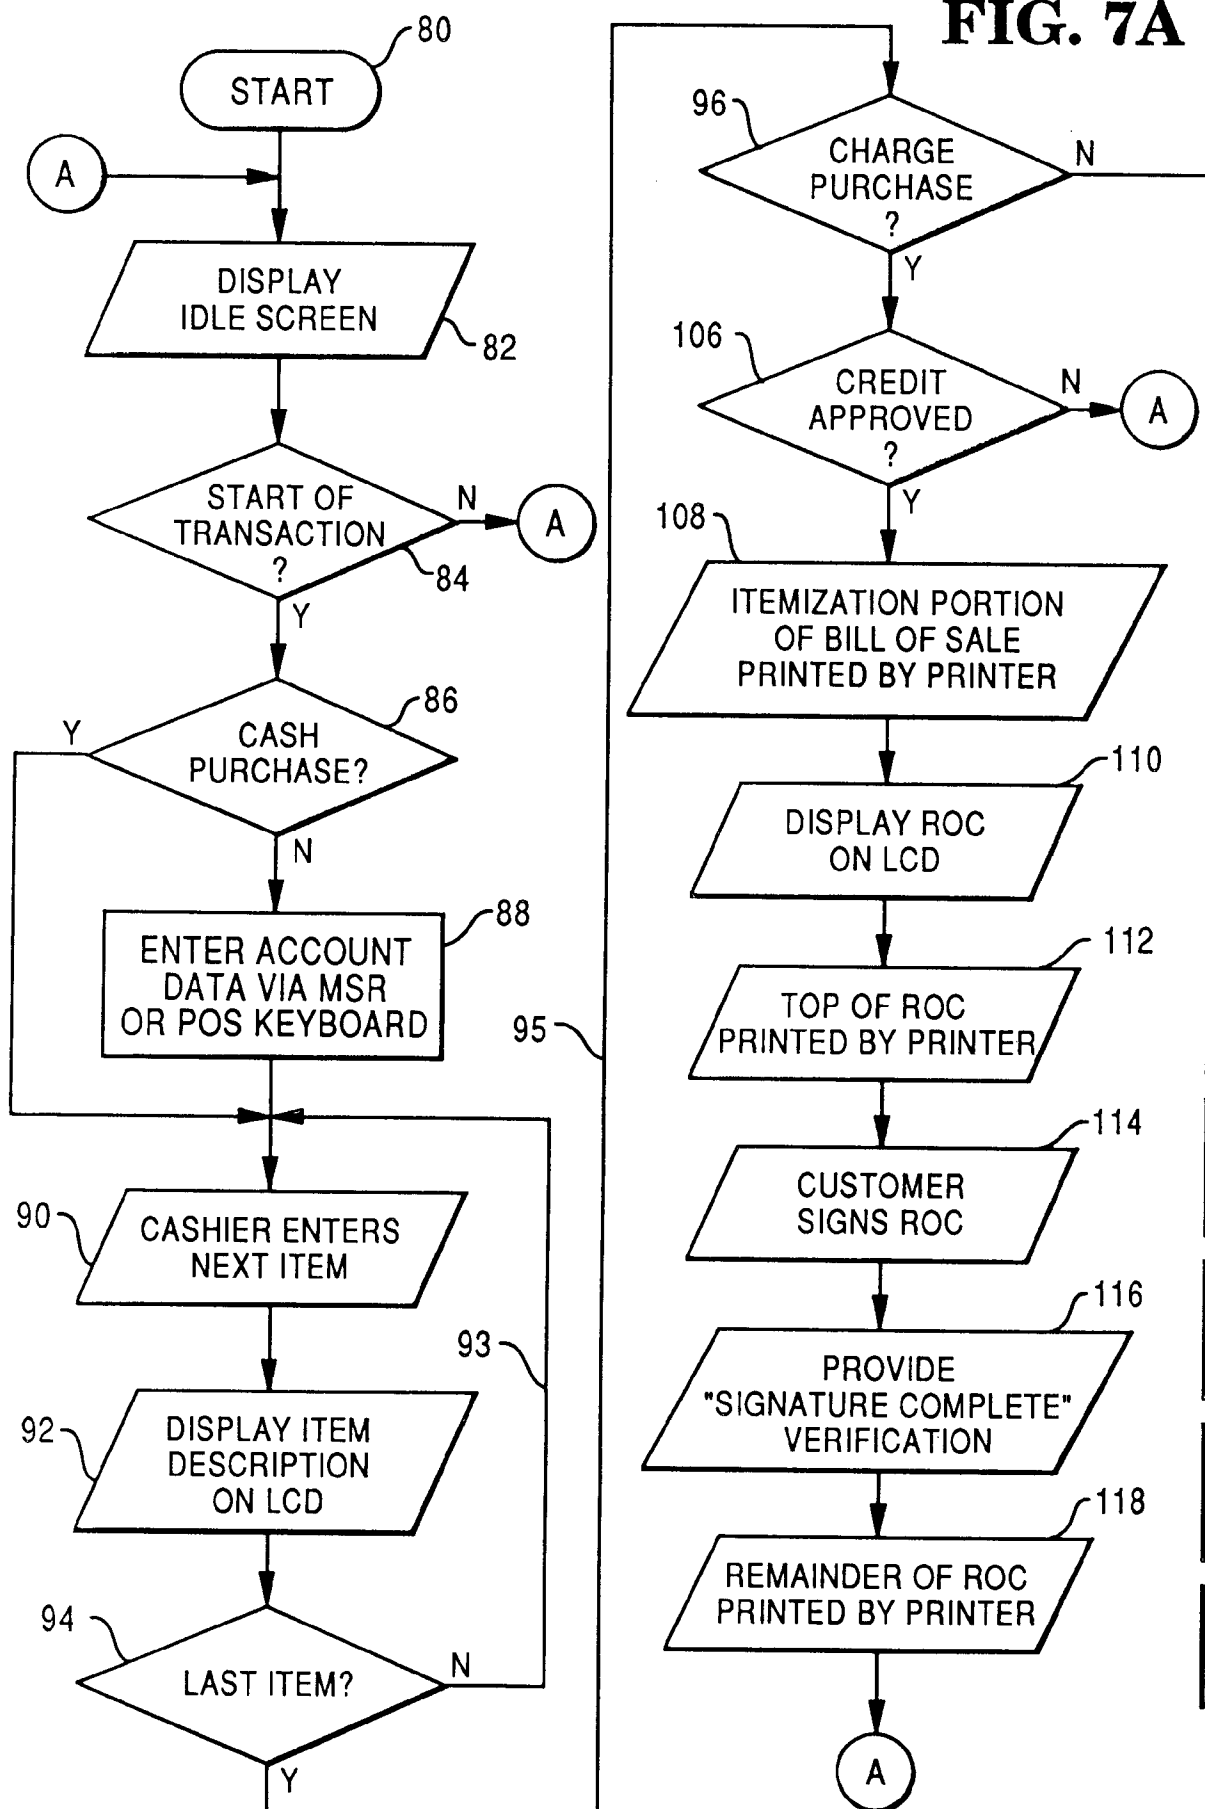 FIG. 7A
80
START
A
DISPLAY
IDLE SCREEN
82
START OF
TRANSACTION
?
84
N
A
Y
CASH
PURCHASE?
86
Y
N
ENTER ACCOUNT
DATA VIA MSR
OR POS KEYBOARD
88
CASHIER ENTERS
NEXT ITEM
90
93
DISPLAY ITEM
DESCRIPTION
ON LCD
92
94
LAST ITEM?
N
Y
95
96
CHARGE
PURCHASE
?
N
Y
106
CREDIT
APPROVED
?
N
A
Y
108
ITEMIZATION PORTION
OF BILL OF SALE
PRINTED BY PRINTER
110
DISPLAY ROC
ON LCD
112
TOP OF ROC
PRINTED BY PRINTER
114
CUSTOMER
SIGNS ROC
116
PROVIDE
"SIGNATURE COMPLETE"
VERIFICATION
118
REMAINDER OF ROC
PRINTED BY PRINTER
A